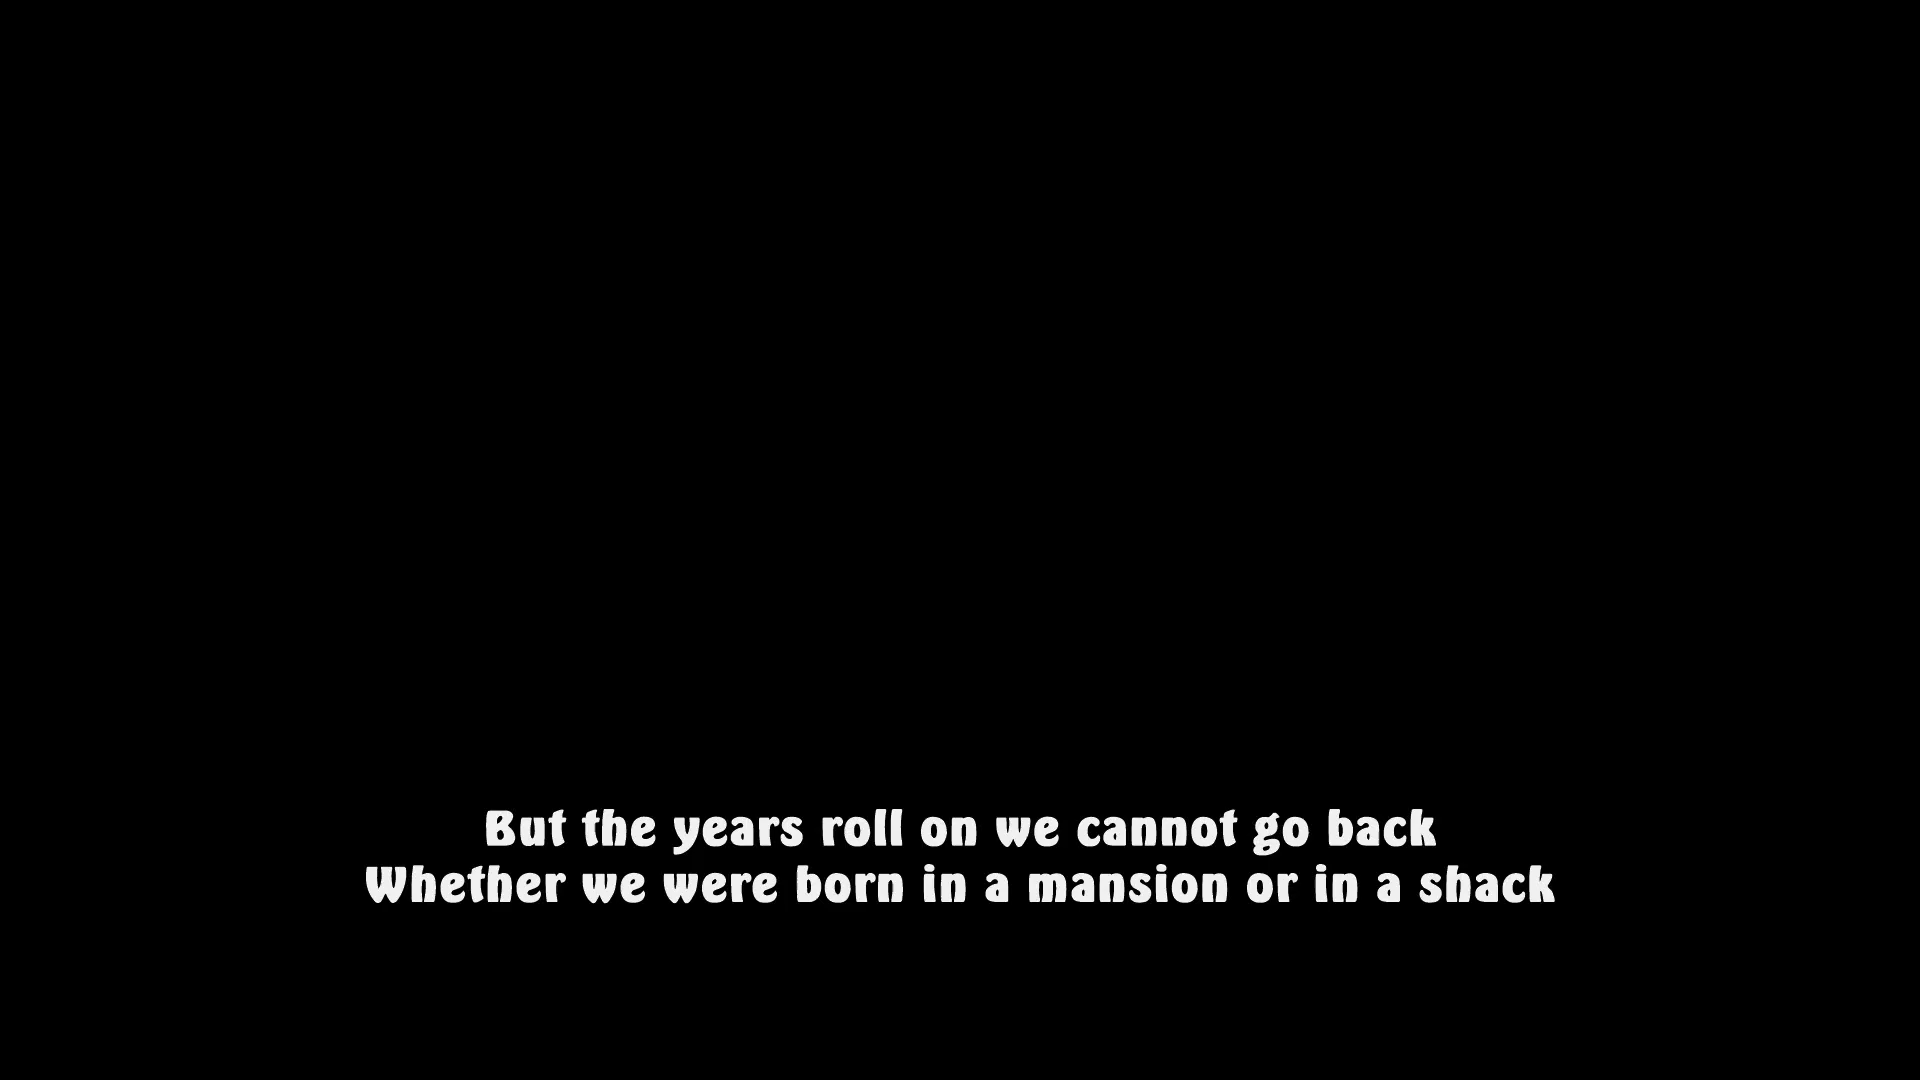 But the years roll on we cannot go back
Whether we were born in a mansion or in a shack